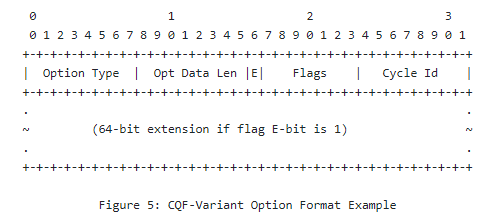 0                   1                   2                   3
 0 1 2 3 4 5 6 7 8 9 0 1 2 3 4 5 6 7 8 9 0 1 2 3 4 5 6 7 8 9 0 1
+-+-+-+-+-+-+-+-+-+-+-+-+-+-+-+-+-+-+-+-+-+-+-+-+-+-+-+-+-+-+-+-+
|  Option Type  |  Opt Data Len |E|    Flags    |   Cycle Id    |
+-+-+-+-+-+-+-+-+-+-+-+-+-+-+-+-+-+-+-+-+-+-+-+-+-+-+-+-+-+-+-+-+
.                                                               .
~         (64-bit extension if flag E-bit is 1)                 ~
.                                                               .
+-+-+-+-+-+-+-+-+-+-+-+-+-+-+-+-+-+-+-+-+-+-+-+-+-+-+-+-+-+-+-+-+
Figure 5: CQF-Variant Option Format Example